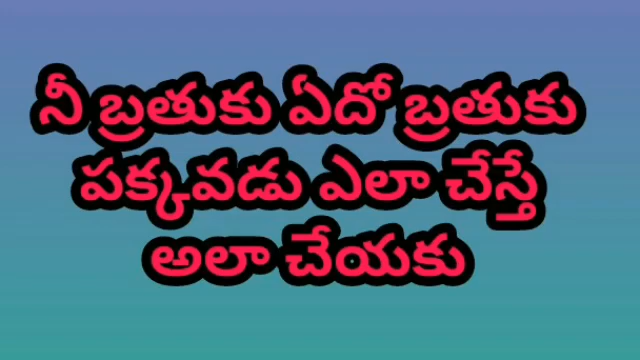 నీ బ్రతుకు ఏదో బ్రతుకు
పక్కవడు ఎలా చేస్తే
అలా చేయకు